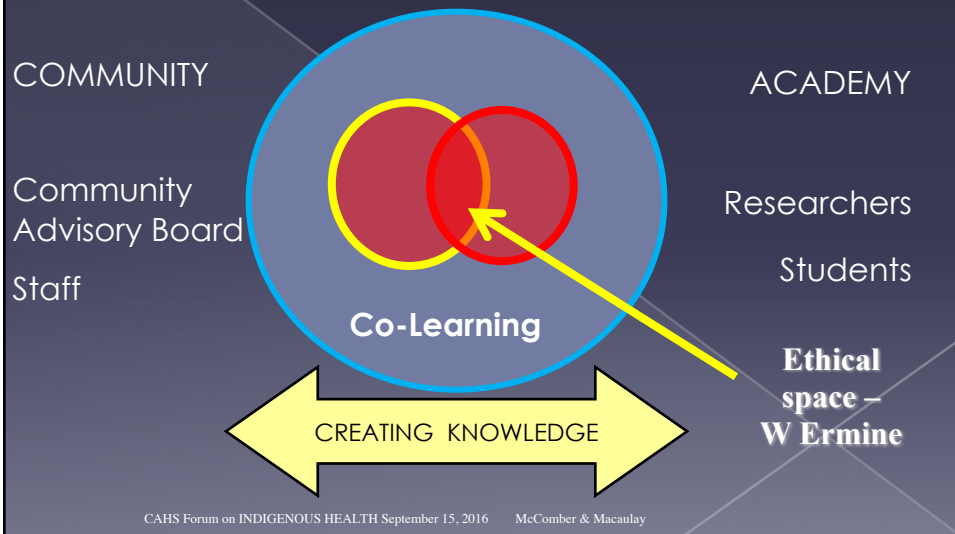 COMMUNITY
Community
Advisory Board
Staff
ACADEMY
Researchers
Students
Co-Learning
Ethical
space –
W Ermine
CREATING KNOWLEDGE
CAHS Forum on INDIGENOUS HEALTH September 15, 2016 McComber & Macaulay